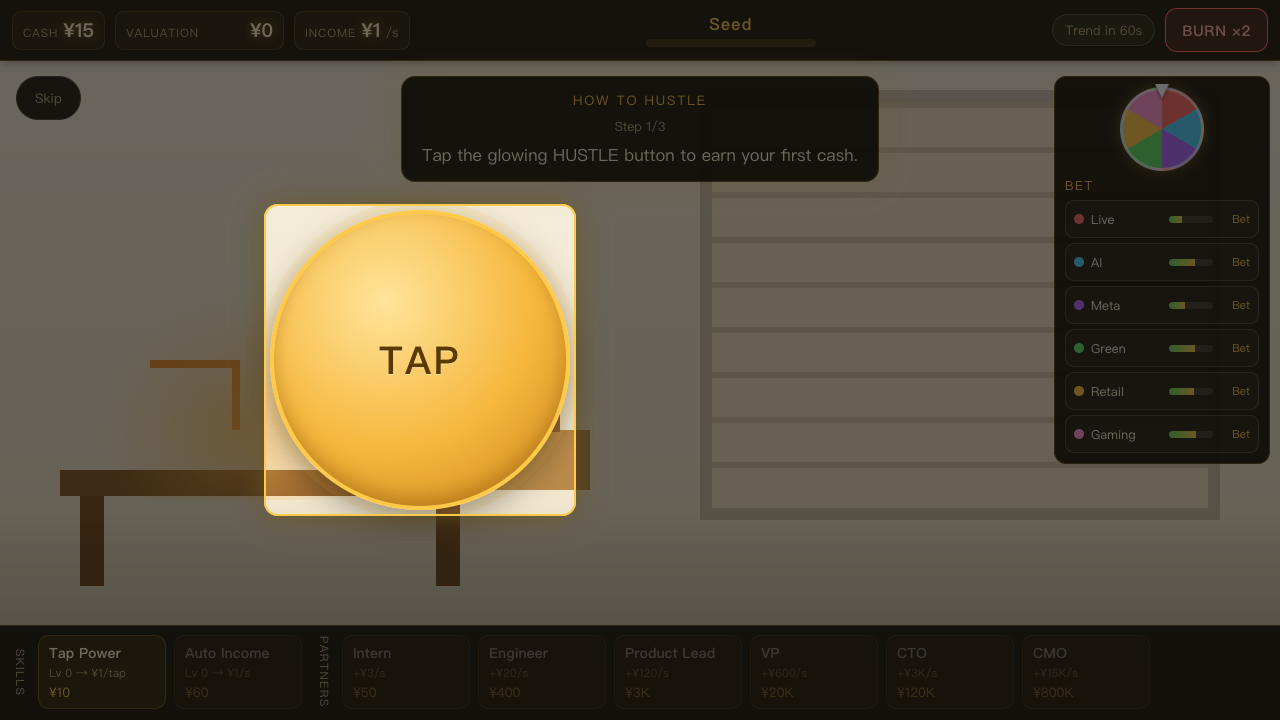 CASH ¥15
VALUATION ¥0
INCOME ¥1 /s
Seed
Trend in 60s
BURN ×2
Skip
HOW TO HUSTLE
Step 1/3
Tap the glowing HUSTLE button to earn your first cash.
TAP
BET
Live Bet
AI Bet
Meta Bet
Green Bet
Retail Bet
Gaming Bet
SKILLS
Tap Power
Lv 0 → ¥1/tap
¥10
Auto Income
Lv 0 → ¥1/s
¥60
PARTNERS
Intern
+¥3/s
¥50
Engineer
+¥20/s
¥400
Product Lead
+¥120/s
¥3K
VP
+¥600/s
¥20K
CTO
+¥3K/s
¥120K
CMO
+¥15K/s
¥800K